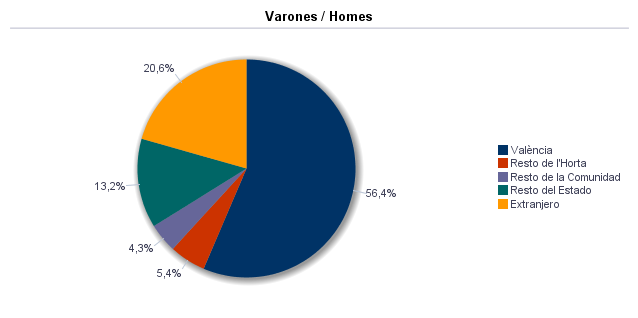 Varones / Homes
20,6%
13,2%
4,3%
5,4%
56,4%
València
Resto de l'Horta
Resto de la Comunidad
Resto del Estado
Extranjero